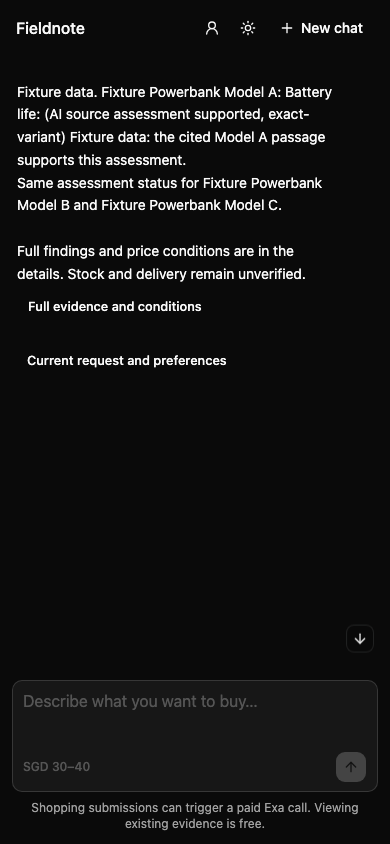 Fieldnote
New chat
Fixture data. Fixture Powerbank Model A: Battery
life: (AI source assessment supported, exact-
variant) Fixture data: the cited Model A passage
supports this assessment.
Same assessment status for Fixture Powerbank
Model B and Fixture Powerbank Model C.
Full findings and price conditions are in the
details. Stock and delivery remain unverified.
Full evidence and conditions
Current request and preferences
Describe what you want to buy...
SGD 30–40
Shopping submissions can trigger a paid Exa call. Viewing
existing evidence is free.